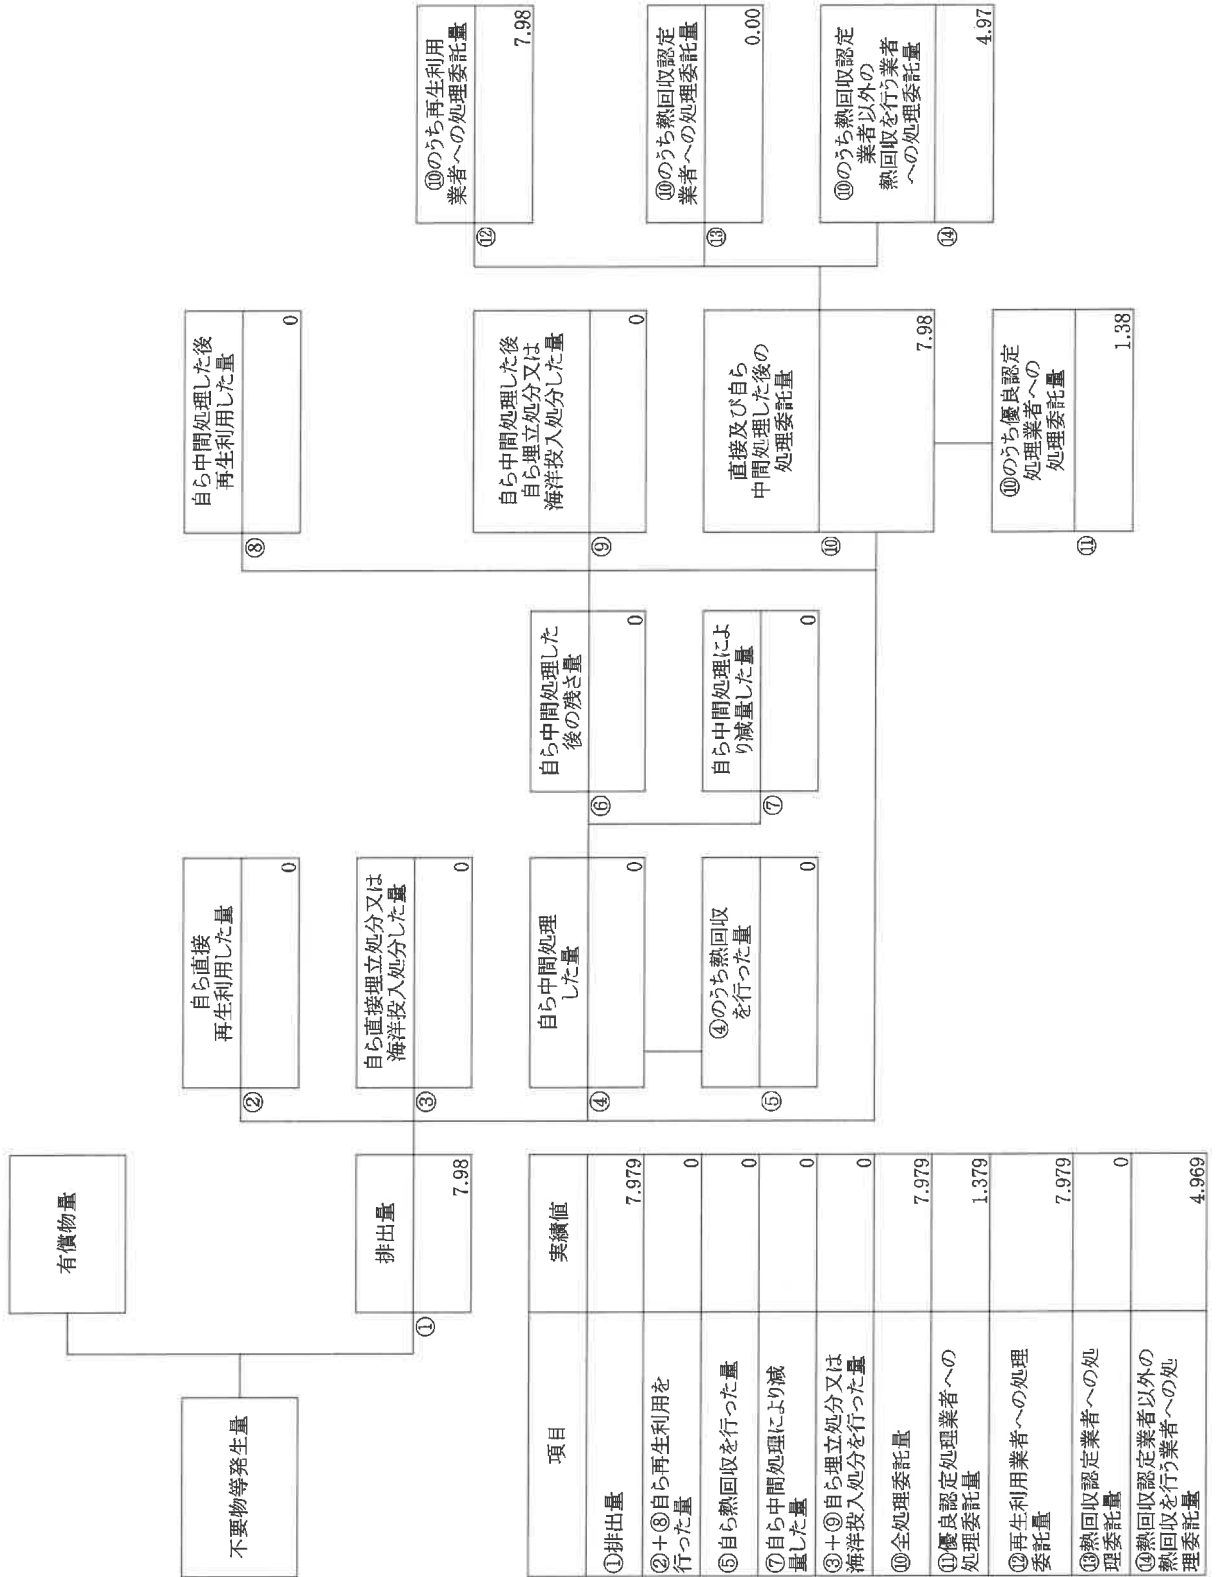 不要物等発生量
有償物量
①
排出量
7.98
②
自ら直接
再生利用した量
0
③
自ら直接埋立処分又は
海洋投入処分した量
0
④
自ら中間処理
した量
0
⑤
④のうち熱回収
を行った量
0
⑥
自ら中間処理した
後の残さ量
0
⑦
自ら中間処理によ
り減量した量
0
⑧
自ら中間処理した後
再生利用した量
0
⑨
自ら中間処理した後
自ら埋立処分又は
海洋投入処分した量
0
⑩
直接及び自ら
中間処理した後の
処理委託量
7.98
⑪
⑩のうち優良認定
処理業者への
処理委託量
1.38
⑫
⑩のうち再生利用
業者への処理委託量
7.98
⑬
⑩のうち熱回収認定
業者への処理委託量
0.00
⑭
⑩のうち熱回収認定
業者以外の
熱回収を行う業者
への処理委託量
4.97
項目 実績値
①排出量 7.979
②+⑧自ら再生利用を
行った量 0
⑤自ら熱回収を行った量 0
⑦自ら中間処理により減
量した量 0
③+⑨自ら埋立処分又は
海洋投入処分を行った量 0
⑩全処理委託量 7.979
⑪優良認定処理業者への
処理委託量 1.379
⑫再生利用業者への処理
委託量 7.979
⑬熱回収認定業者への処
理委託量 0
⑭熱回収認定業者以外の
熱回収を行う業者への処
理委託量 4.969